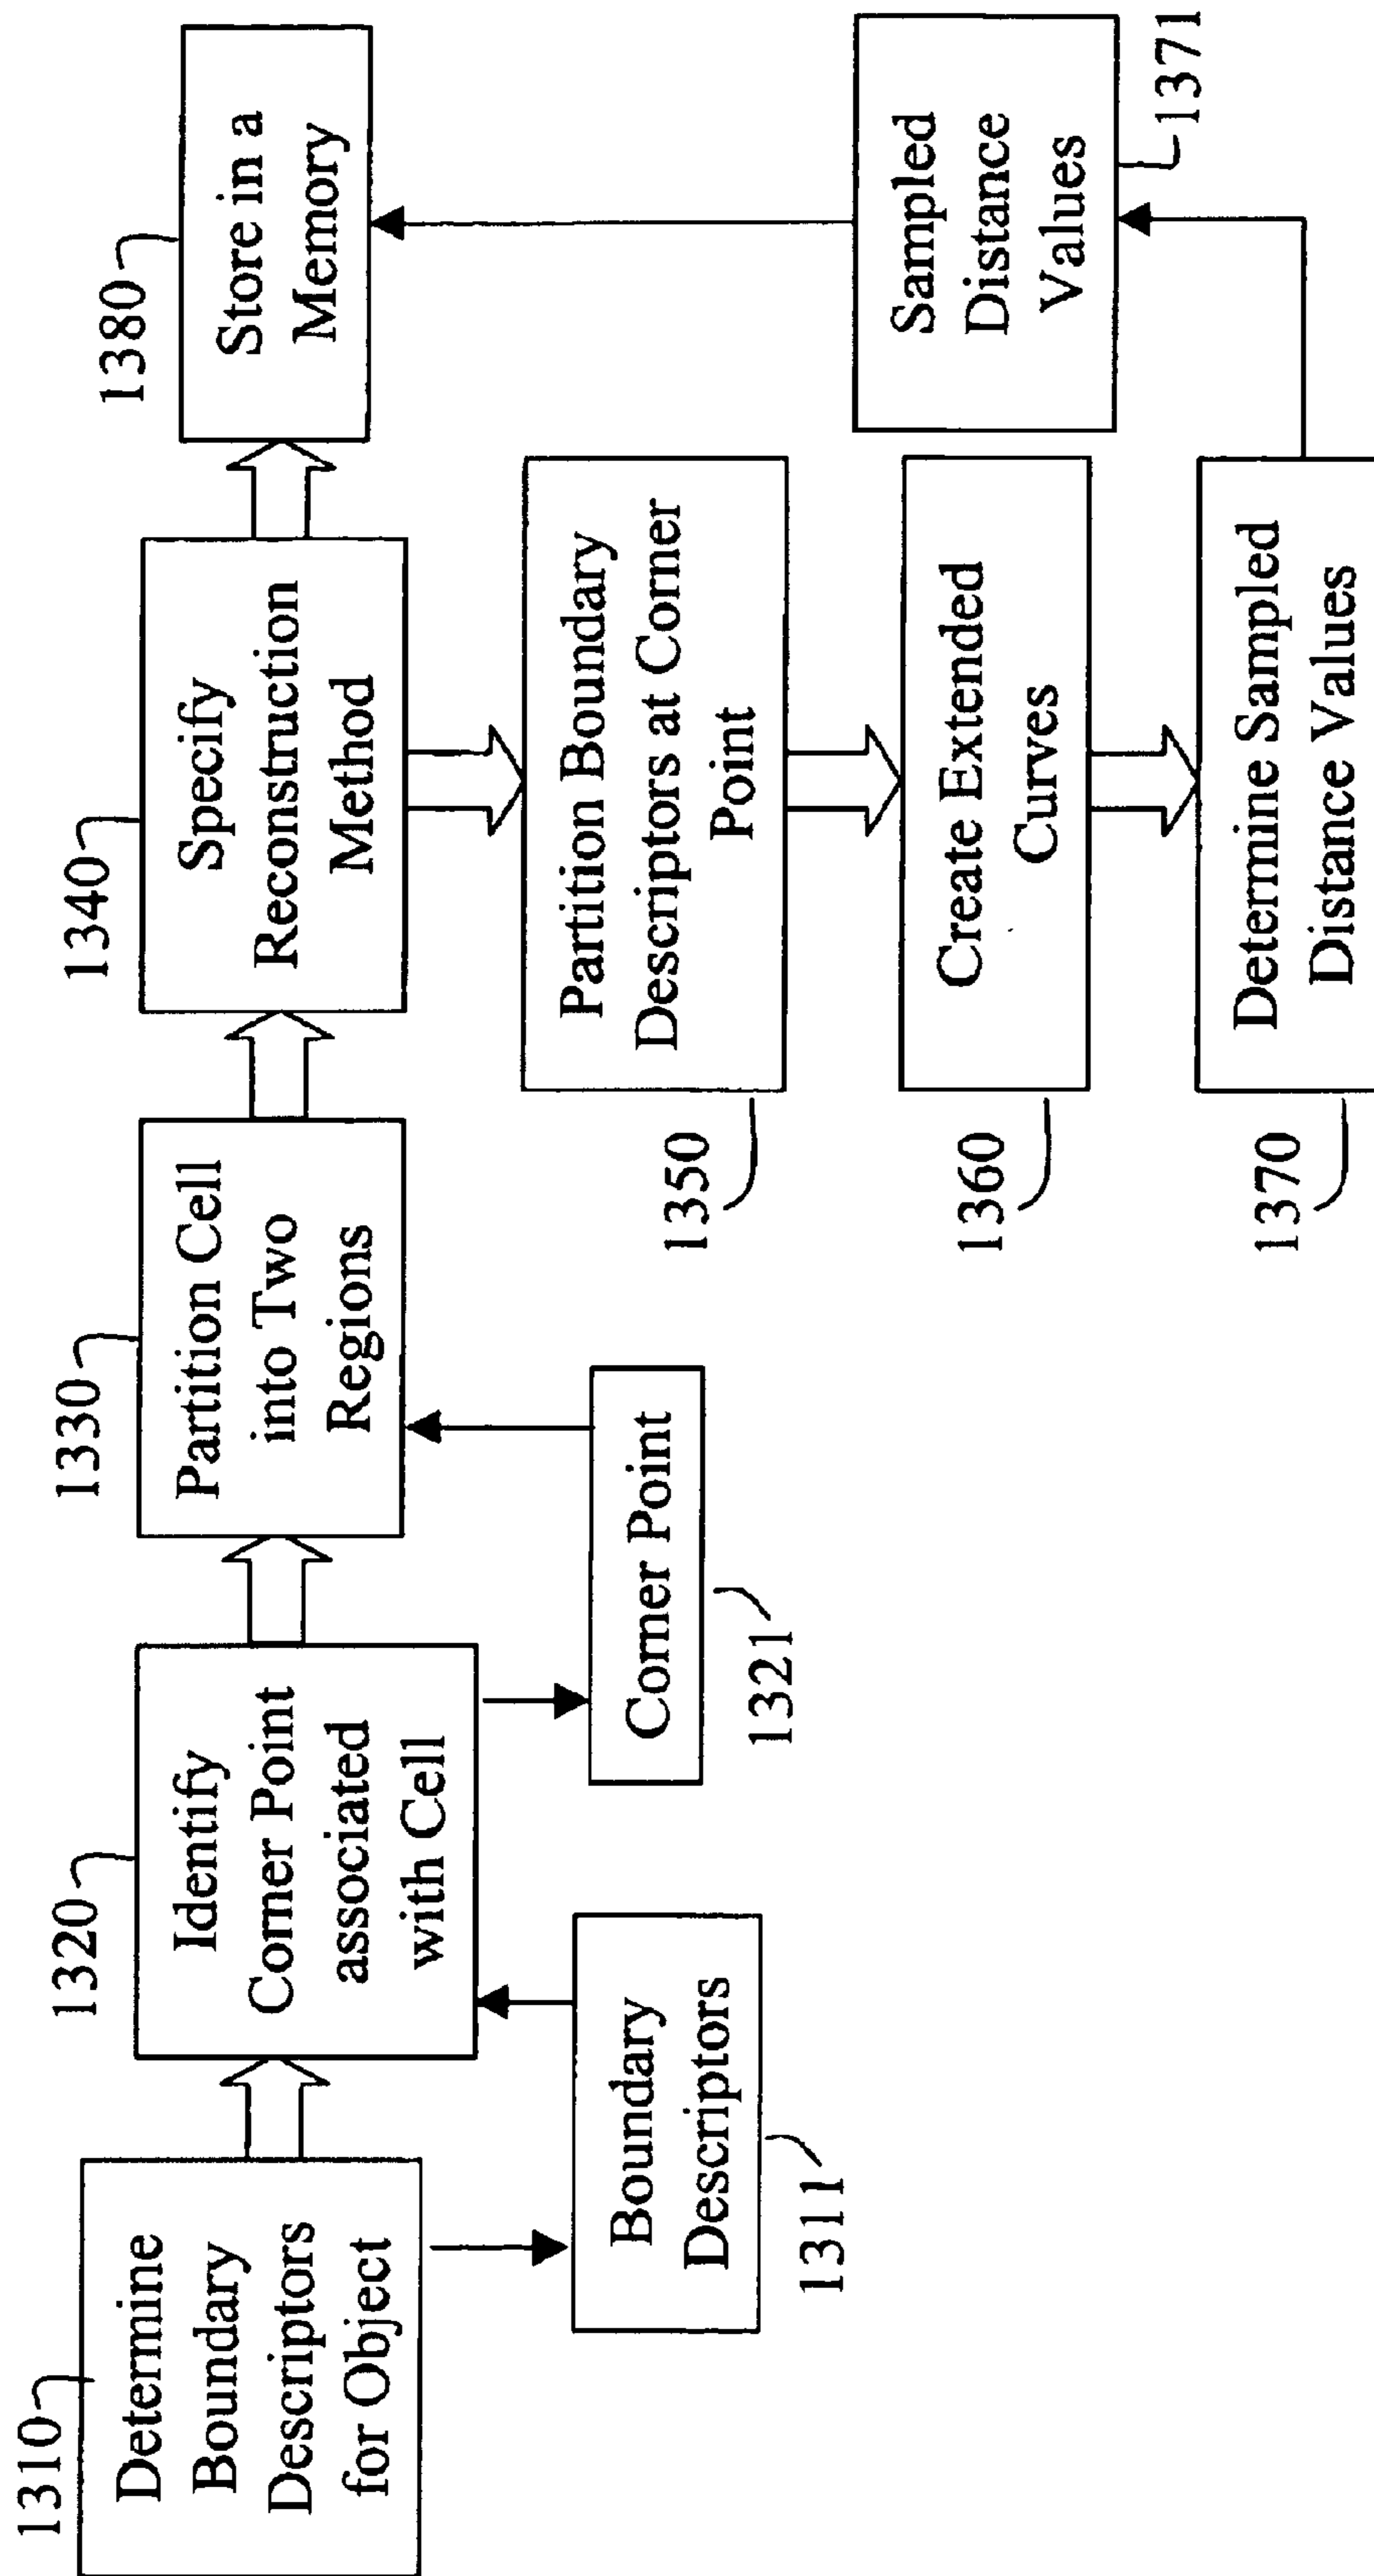 1310
Determine
Boundary
Descriptors
for Object
1311
Boundary
Descriptors
1320
Identify
Corner Point
associated
with Cell
1321
Corner Point
1330
Partition Cell
into Two
Regions
1340
Specify
Reconstruction
Method
1350
Partition Boundary
Descriptors at Corner
Point
1360
Create Extended
Curves
1370
Determine Sampled
Distance Values
1371
Sampled
Distance
Values
1380
Store in a
Memory